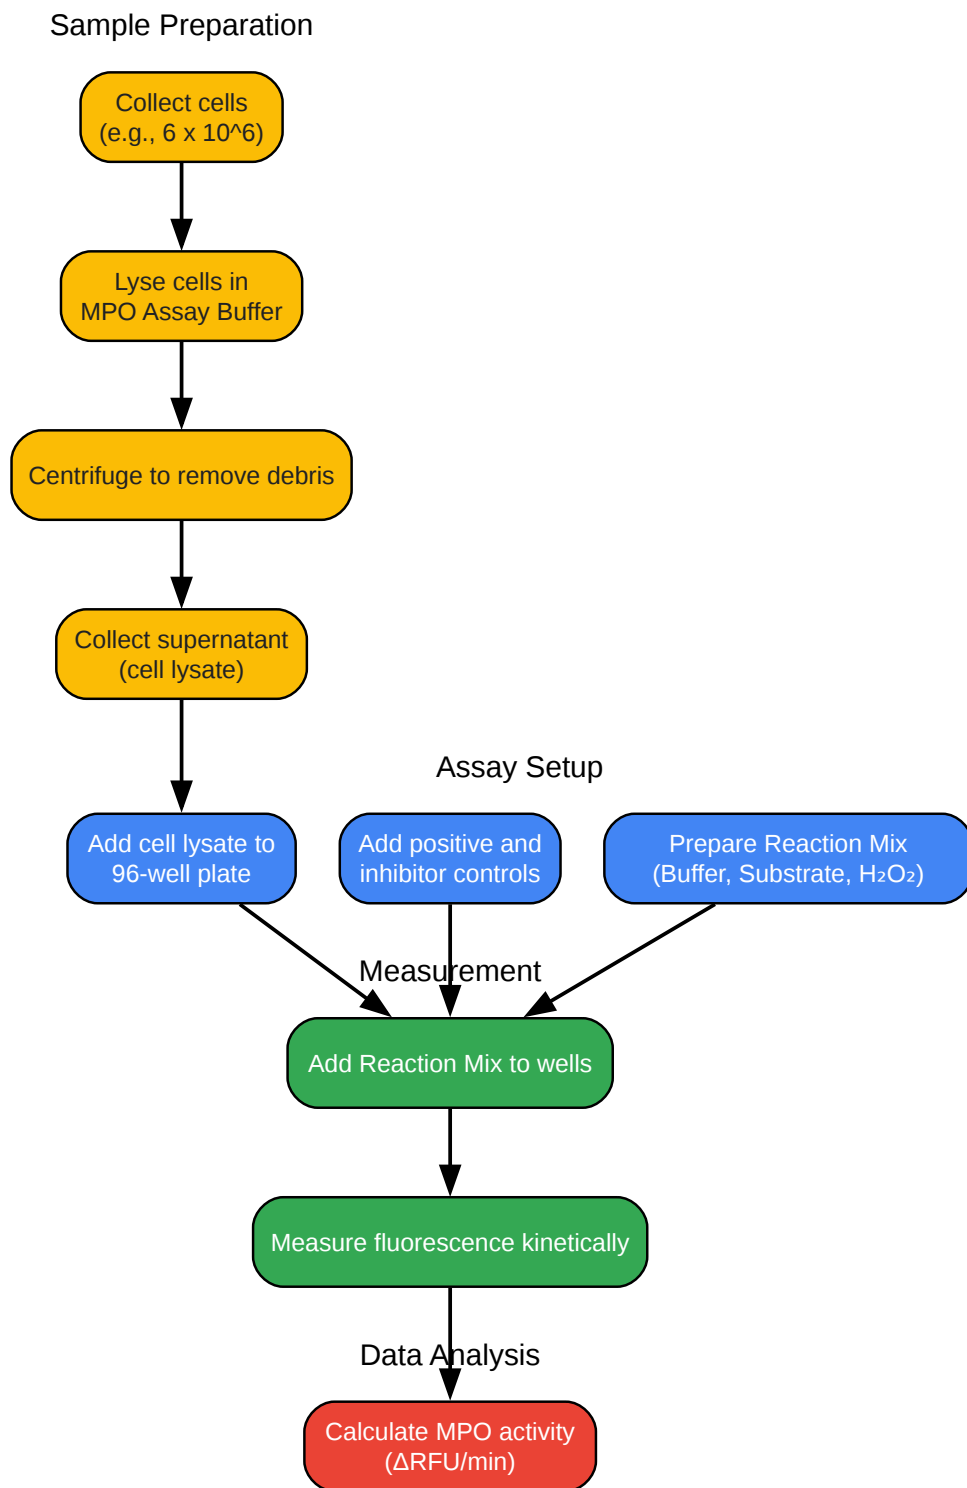 Sample Preparation
Collect cells
(e.g., 6 x 10^6)
Lyse cells in
MPO Assay Buffer
Centrifuge to remove debris
Collect supernatant
(cell lysate)
Assay Setup
Add cell lysate to
96-well plate
Add positive and
inhibitor controls
Prepare Reaction Mix
(Buffer, Substrate, H₂O₂)
Measurement
Add Reaction Mix to wells
Measure fluorescence kinetically
Data Analysis
Calculate MPO activity
(ΔRFU/min)